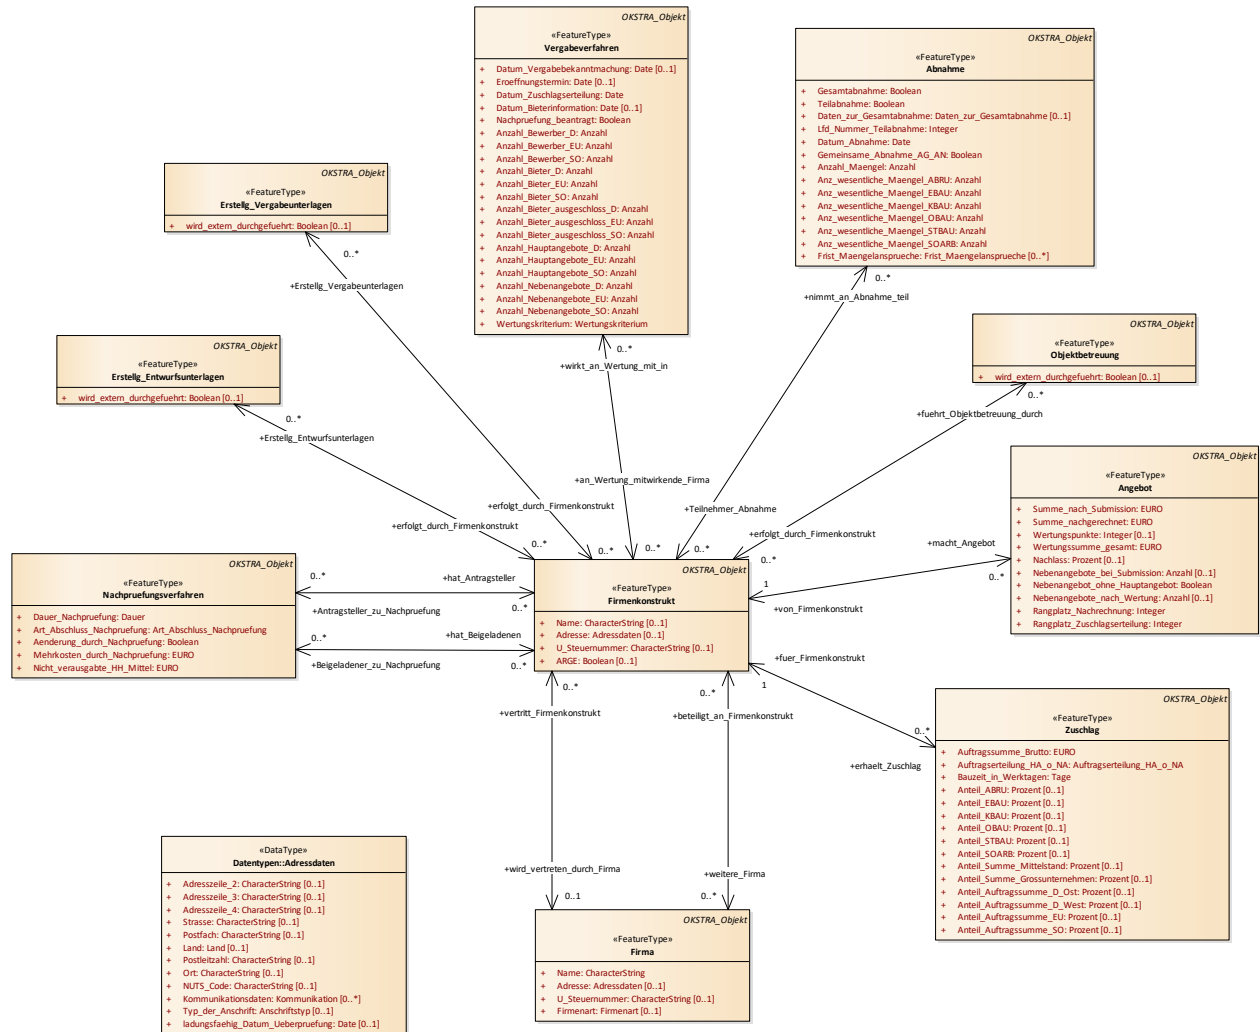 OKSTRA_Objekt
«FeatureType»
Vergabeverfahren
+ Datum_Vergabebekanntmachung: Date [0..1]
+ Eroeffnungstermin: Date [0..1]
+ Datum_Zuschlagserteilung: Date
+ Datum_Bieterinformation: Date [0..1]
+ Nachpruefung_beantragt: Boolean
+ Anzahl_Bewerber_D: Anzahl
+ Anzahl_Bewerber_EU: Anzahl
+ Anzahl_Bewerber_SO: Anzahl
+ Anzahl_Bieter_D: Anzahl
+ Anzahl_Bieter_EU: Anzahl
+ Anzahl_Bieter_SO: Anzahl
+ Anzahl_Bieter_ausgeschloss_D: Anzahl
+ Anzahl_Bieter_ausgeschloss_EU: Anzahl
+ Anzahl_Bieter_ausgeschloss_SO: Anzahl
+ Anzahl_Hauptangebote_D: Anzahl
+ Anzahl_Hauptangebote_EU: Anzahl
+ Anzahl_Hauptangebote_SO: Anzahl
+ Anzahl_Nebenangebote_D: Anzahl
+ Anzahl_Nebenangebote_EU: Anzahl
+ Anzahl_Nebenangebote_SO: Anzahl
+ Wertungskriterium: Wertungskriterium
OKSTRA_Objekt
«FeatureType»
Abnahme
+ Gesamtabnahme: Boolean
+ Teilabnahme: Boolean
+ Daten_zur_Gesamtabnahme: Daten_zur_Gesamtabnahme [0..1]
+ Lfd_Nummer_Teilabnahme: Integer
+ Datum_Abnahme: Date
+ Gemeinsame_Abnahme_AG_AN: Boolean
+ Anzahl_Maengel: Anzahl
+ Anz_wesentliche_Maengel_ABRU: Anzahl
+ Anz_wesentliche_Maengel_EBAU: Anzahl
+ Anz_wesentliche_Maengel_KBAU: Anzahl
+ Anz_wesentliche_Maengel_OBAU: Anzahl
+ Anz_wesentliche_Maengel_STBAU: Anzahl
+ Anz_wesentliche_Maengel_SOARB: Anzahl
+ Frist_Maengelansprueche: Frist_Maengelansprueche [0..*]
OKSTRA_Objekt
«FeatureType»
Erstellg_Vergabeunterlagen
+ wird_extern_durchgefuehrt: Boolean [0..1]
0..*
+Erstellg_Vergabeunterlagen
0..*
+nimmt_an_Abnahme_teil
OKSTRA_Objekt
«FeatureType»
Objektbetreuung
+ wird_extern_durchgefuehrt: Boolean [0..1]
OKSTRA_Objekt
«FeatureType»
Erstellg_Entwurfsunterlagen
+ wird_extern_durchgefuehrt: Boolean [0..1]
0..*
+wirkt_an_Wertung_mit_in
0..*
+fuehrt_Objektbetreuung_durch
0..*
+Erstellg_Entwurfsunterlagen
OKSTRA_Objekt
«FeatureType»
Angebot
+ Summe_nach_Submission: EURO
+ Summe_nachgerechnet: EURO
+ Wertungspunkte: Integer [0..1]
+ Wertungssumme_gesamt: EURO
+ Nachlass: Prozent [0..1]
+ Nebenangebote_bei_Submission: Anzahl [0..1]
+ Nebenangebot_ohne_Hauptangebot: Boolean
+ Nebenangebote_nach_Wertung: Anzahl [0..1]
+ Rangplatz_Nachrechnung: Integer
+ Rangplatz_Zuschlagserteilung: Integer
+an_Wertung_mitwirkende_Firma
+erfolgt_durch_Firmenkonstrukt
+Teilnehmer_Abnahme
+erfolgt_durch_Firmenkonstrukt
+erfolgt_durch_Firmenkonstrukt
+macht_Angebot
0..*
0..*
0..*
0..*
0..*
0..*
1
+von_Firmenkonstrukt
OKSTRA_Objekt
«FeatureType»
Nachpruefungsverfahren
+ Dauer_Nachpruefung: Dauer
+ Art_Abschluss_Nachpruefung: Art_Abschluss_Nachpruefung
+ Aenderung_durch_Nachpruefung: Boolean
+ Mehrkosten_durch_Nachpruefung: EURO
+ Nicht_verausgabte_HH_Mittel: EURO
0..*
+hat_Antragsteller
+Antragsteller_zu_Nachpruefung
0..*
0..*
+hat_Beigeladenen
+Beigeladener_zu_Nachpruefung
0..*
OKSTRA_Objekt
«FeatureType»
Firmenkonstrukt
+ Name: CharacterString [0..1]
+ Adresse: Adressdaten [0..1]
+ U_Steuernummer: CharacterString [0..1]
+ ARGE: Boolean [0..1]
+fuer_Firmenkonstrukt
1
0..*
+erhaelt_Zuschlag
0..*
+vertritt_Firmenkonstrukt
0..*
+beteiligt_an_Firmenkonstrukt
OKSTRA_Objekt
«FeatureType»
Zuschlag
+ Auftragssumme_Brutto: EURO
+ Auftragserteilung_HA_o_NA: Auftragserteilung_HA_o_NA
+ Bauzeit_in_Werktagen: Tage
+ Anteil_ABRU: Prozent [0..1]
+ Anteil_EBAU: Prozent [0..1]
+ Anteil_KBAU: Prozent [0..1]
+ Anteil_OBAU: Prozent [0..1]
+ Anteil_STBAU: Prozent [0..1]
+ Anteil_SOARB: Prozent [0..1]
+ Anteil_Summe_Mittelstand: Prozent [0..1]
+ Anteil_Summe_Grossunternehmen: Prozent [0..1]
+ Anteil_Auftragssumme_D_Ost: Prozent [0..1]
+ Anteil_Auftragssumme_D_West: Prozent [0..1]
+ Anteil_Auftragssumme_EU: Prozent [0..1]
+ Anteil_Auftragssumme_SO: Prozent [0..1]
«DataType»
Datentypen::Adressdaten
+ Adresszeile_2: CharacterString [0..1]
+ Adresszeile_3: CharacterString [0..1]
+ Adresszeile_4: CharacterString [0..1]
+ Strasse: CharacterString [0..1]
+ Postfach: CharacterString [0..1]
+ Land: Land [0..1]
+ Postleitzahl: CharacterString [0..1]
+ Ort: CharacterString [0..1]
+ NUTS_Code: CharacterString [0..1]
+ Kommunikationsdaten: Kommunikation [0..*]
+ Typ_der_Anschrift: Anschriftstyp [0..1]
+ ladungsfaehig_Datum_Ueberpruefung: Date [0..1]
+wird_vertreten_durch_Firma
0..1
+weitere_Firma
0..*
OKSTRA_Objekt
«FeatureType»
Firma
+ Name: CharacterString
+ Adresse: Adressdaten [0..1]
+ U_Steuernummer: CharacterString [0..1]
+ Firmenart: Firmenart [0..1]